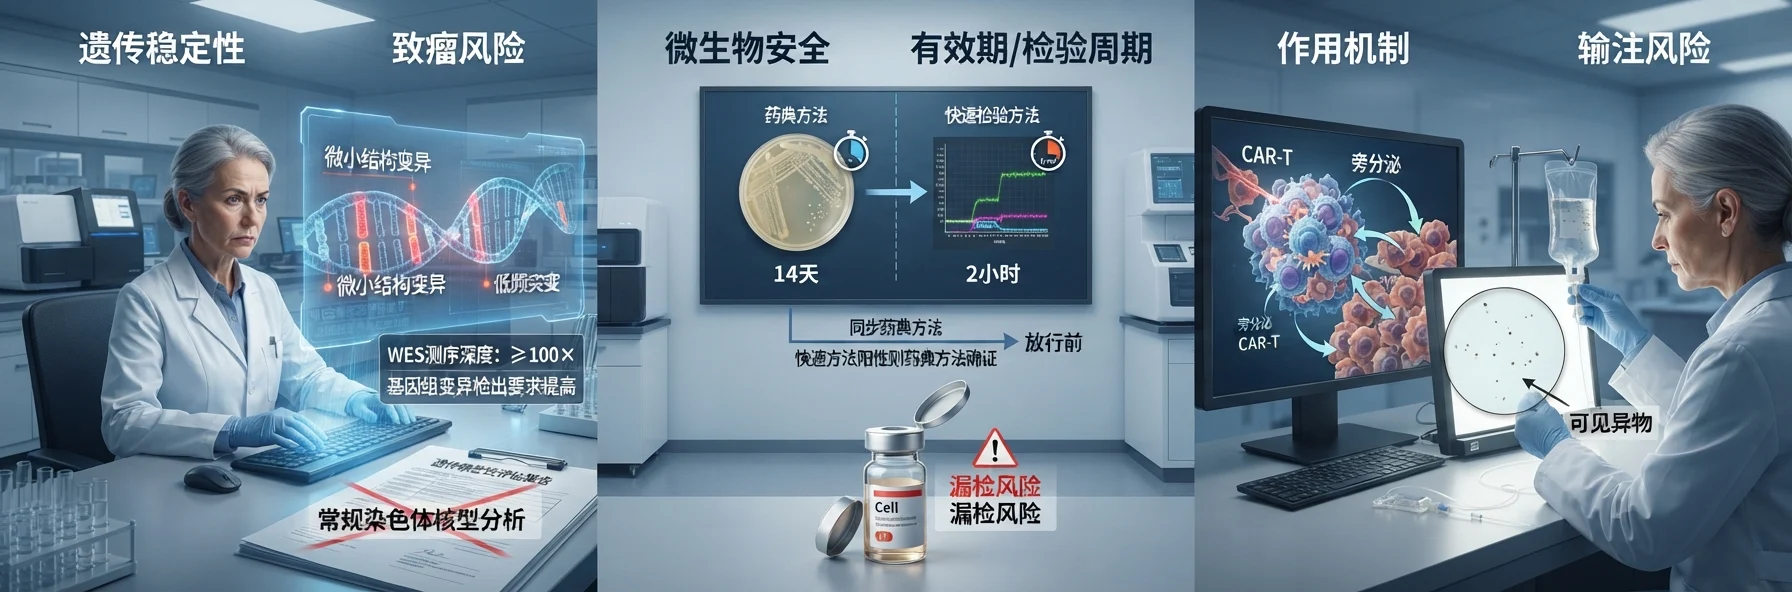 遗传稳定性
致瘤风险
微小结构变异
微小结构变异
低频突变
WES测序深度：≥100×
基因组变异检出要求提高
常规染色体核型分析
微生物安全
有效期/检验周期
药典方法
快速检验方法
14天
2小时
同步药典方法
快速方法阳性则药典方法确证
放行前
Cell
漏检风险
漏检风险
作用机制
输注风险
CAR-T
旁分泌
旁分泌
CAR-T
可见异物